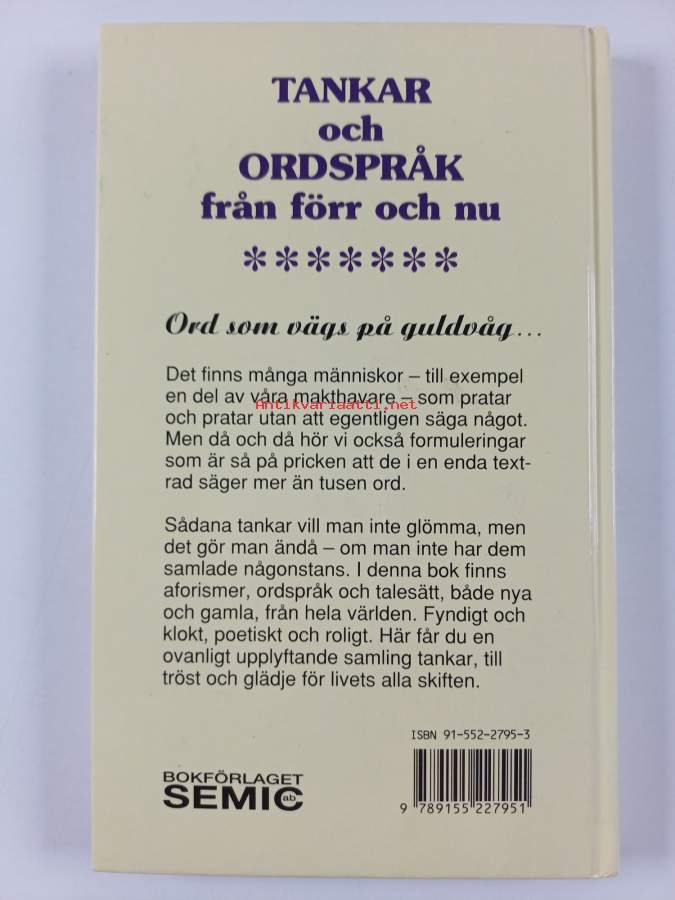 TANKAR
och
ORDSPRÅK
från förr och nu
*******
Ord som vägs på guldvåg...
Det finns många människor – till exempel
en del av våra makthavare – som pratar
Antikvariaatti.net
och pratar utan att egentligen säga något.
Men då och då hör vi också formuleringar
som är så på pricken att de i en enda text-
rad säger mer än tusen ord.
Sådana tankar vill man inte glömma, men
det gör man ändå – om man inte har dem
samlade någonstans. I denna bok finns
aforismer, ordspråk och talesätt, både nya
och gamla, från hela världen. Fyndigt och
klokt, poetiskt och roligt. Här får du en
ovanligt upplyftande samling tankar, till
tröst och glädje för livets alla skiften.
ISBN 91-552-2795-3
BOKFÖRLAGET
SEMIC
ab
9 789155 227951